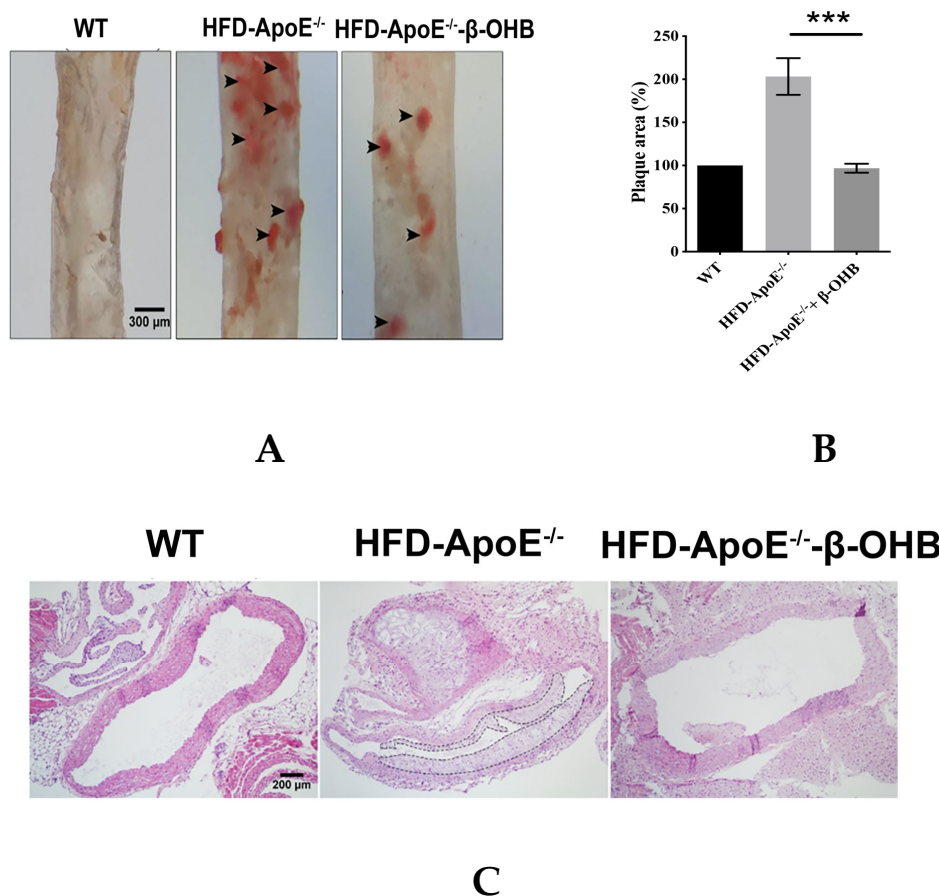 WT
HFD-ApoE-/-
HFD-ApoE-/--β-OHB
300 µm
A
***
Plaque area (%)
250
200
150
100
50
0
WT
HFD-ApoE-/-
HFD-ApoE-/-+ β-OHB
B
WT
HFD-ApoE-/-
HFD-ApoE-/--β-OHB
200 µm
C